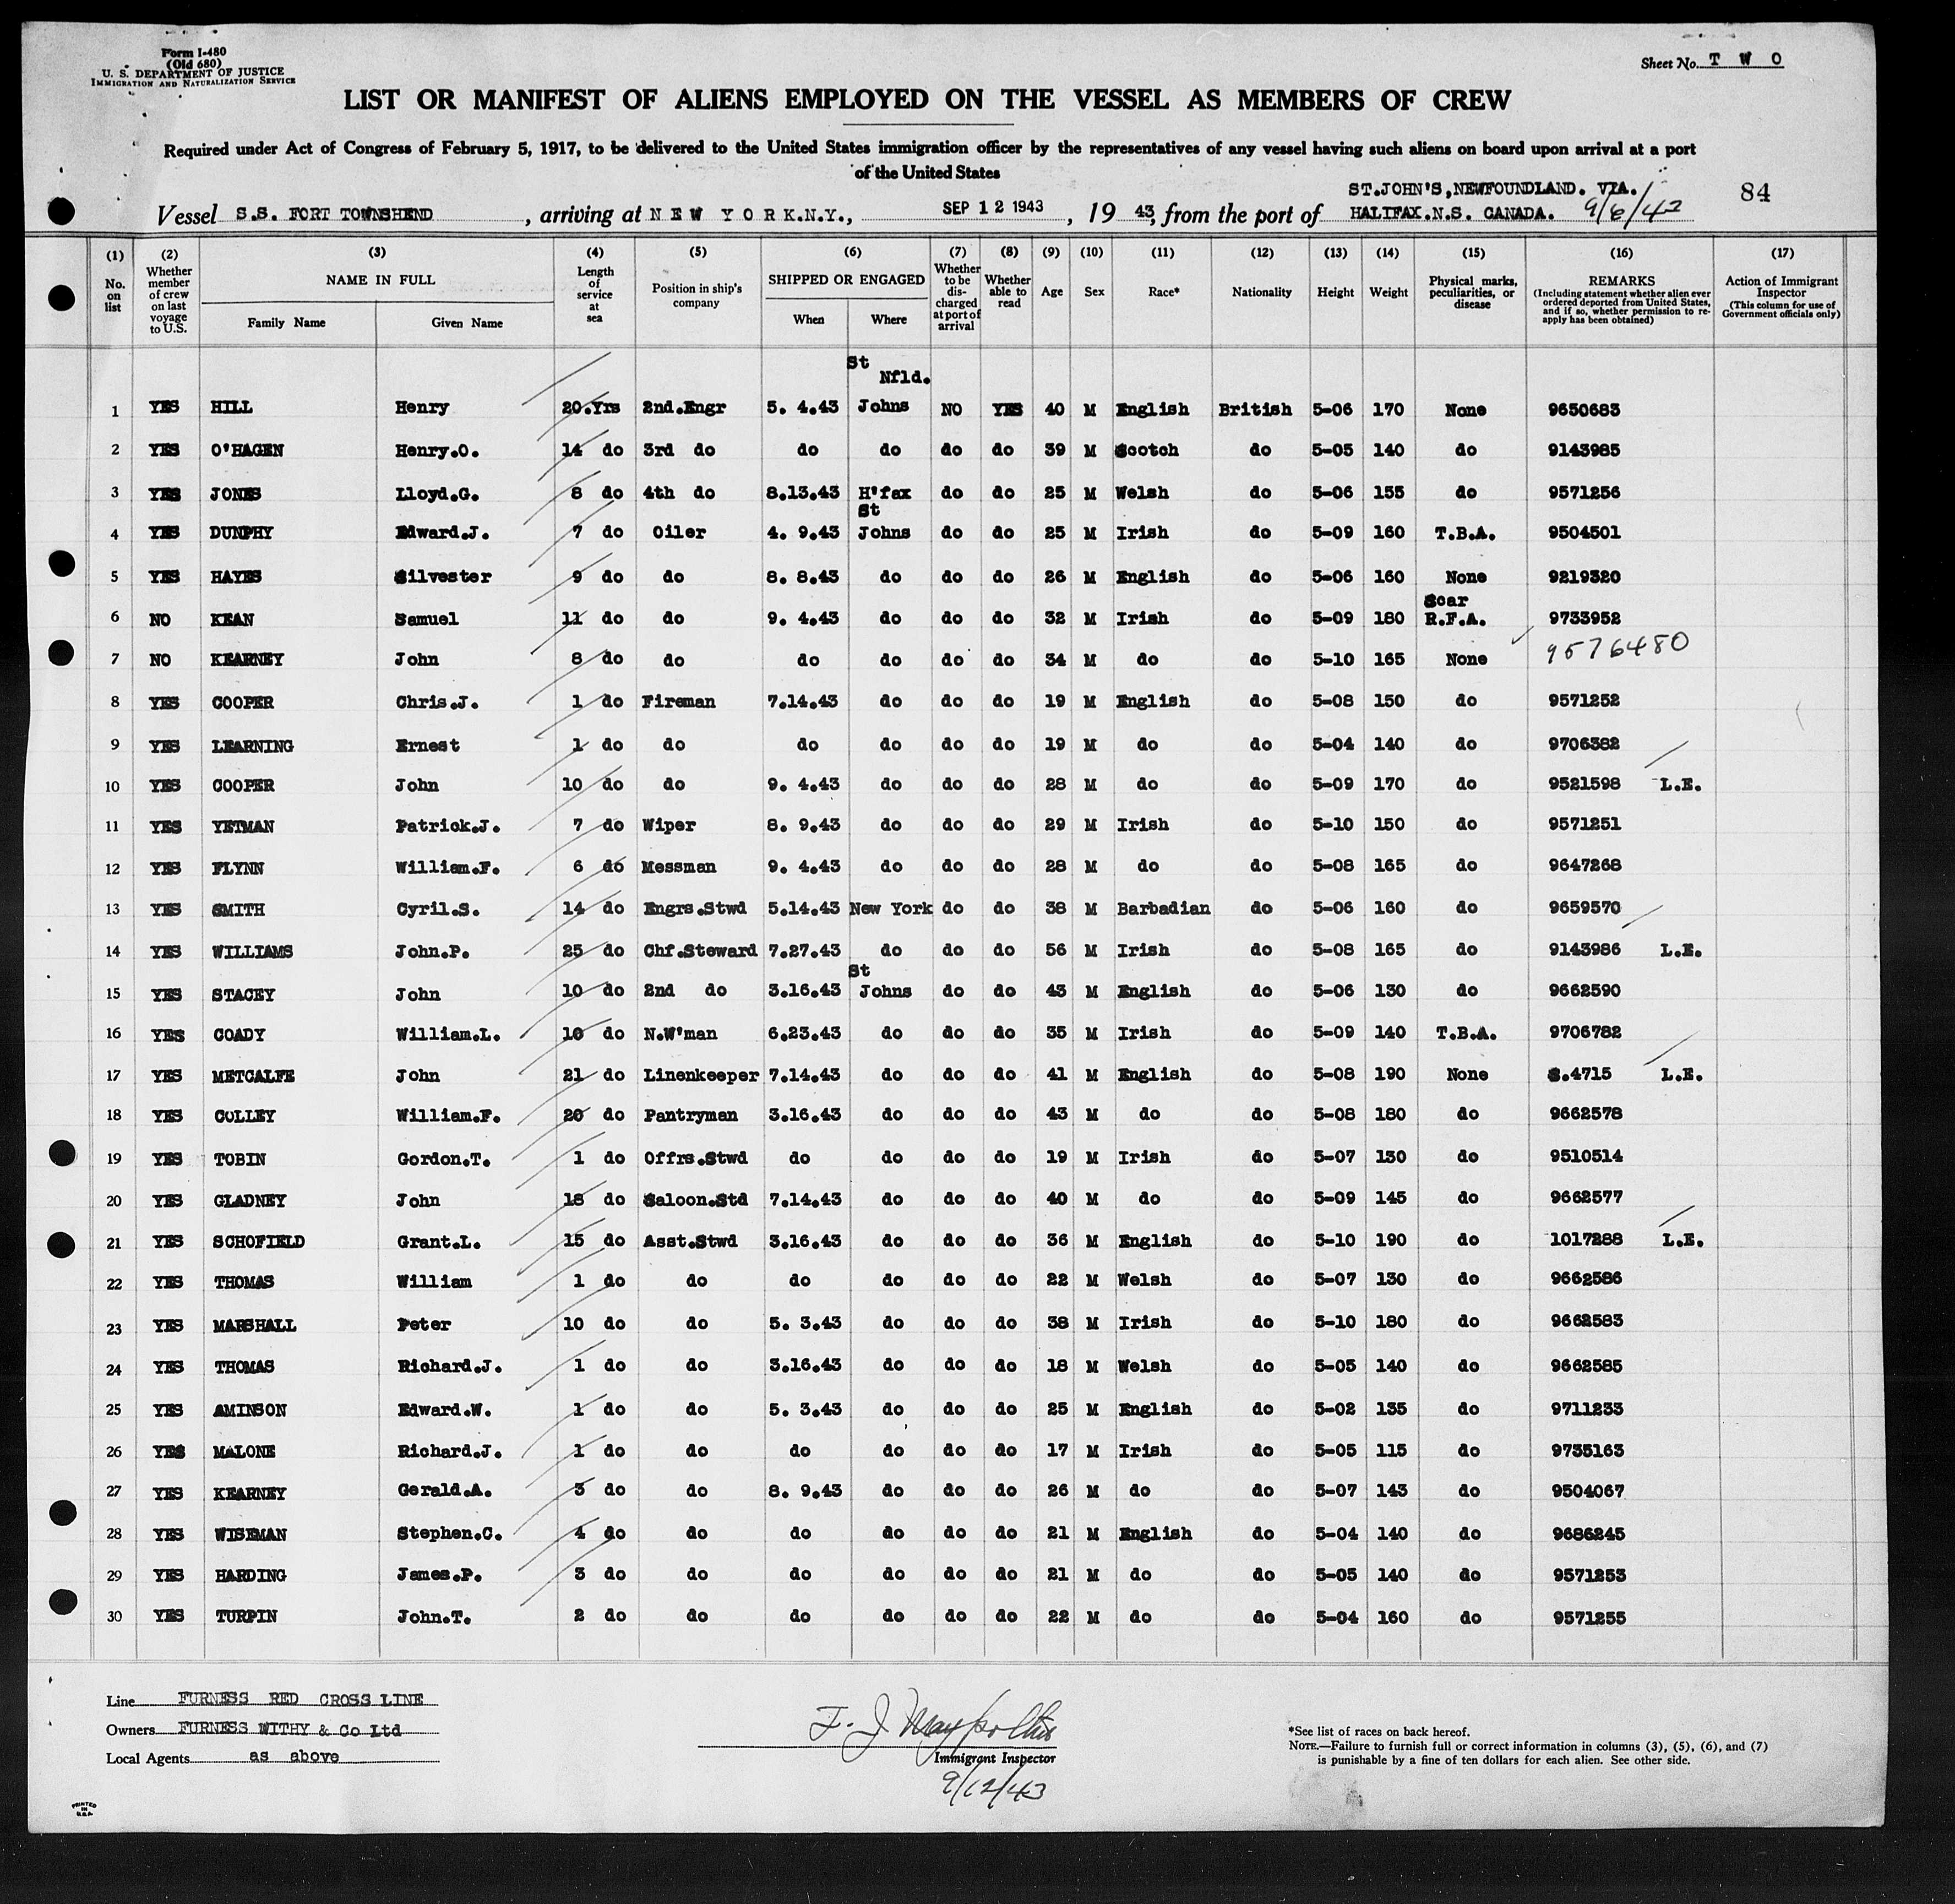 Form I-480
(Old 680)
U. S. DEPARTMENT OF JUSTICE
IMMIGRATION AND NATURALIZATION SERVICE
Sheet No. T W O
LIST OR MANIFEST OF ALIENS EMPLOYED ON THE VESSEL AS MEMBERS OF CREW
Required under Act of Congress of February 5, 1917, to be delivered to the United States immigration officer by the representatives of any vessel having such aliens on board upon arrival at a port
of the United States
ST.JOHN'S,NEWFOUNDLAND. VIA.
84
Vessel S.S. FORT TOWNSHEND, arriving at N E W Y O R K.N.Y., SEP 12 1943, 19 43, from the port of HALIFAX.N.S. CANADA. 9/6/42
(1) No. on list
(2) Whether member of crew on last voyage to U.S.
(3) NAME IN FULL Family Name Given Name
(4) Length of service at sea
(5) Position in ship's company
(6) SHIPPED OR ENGAGED When Where
(7) Whether to be discharged at port of arrival
(8) Whether able to read
(9) Age
(10) Sex
(11) Race*
(12) Nationality
(13) Height
(14) Weight
(15) Physical marks, peculiarities, or disease
(16) REMARKS (Including statement whether alien ever ordered deported from United States, and if so, whether permission to re-apply has been obtained)
(17) Action of Immigrant Inspector (This column for use of Government officials only)
St
Nfld.
1 YES HILL Henry 20.Yrs 2nd.Engr 5. 4.43 Johns NO YES 40 M English British 5-06 170 None 9650683
2 YES O'HAGEN Henry.O. 14 do 3rd do do do do do 39 M Scotch do 5-05 140 do 9143985
3 YES JONES Lloyd.G. 8 do 4th do 8.13.43 H'fax do do 25 M Welsh do 5-06 155 do 9571256
St
4 YES DUNPHY Edward.J. 7 do Oiler 4. 9.43 Johns do do 25 M Irish do 5-09 160 T.B.A. 9504501
5 YES HAYES Silvester 9 do do 8. 8.43 do do do 26 M English do 5-06 160 None 9219320
Scar
6 NO KEAN Samuel 11 do do 9. 4.43 do do do 32 M Irish do 5-09 180 R.F.A. 9733952
7 NO KEARNEY John 8 do do do do do do 34 M do do 5-10 165 None 9576480
8 YES COOPER Chris.J. 1 do Fireman 7.14.43 do do do 19 M English do 5-08 150 do 9571252
9 YES LEARNING Ernest 1 do do do do do do 19 M do do 5-04 140 do 9706382
10 YES COOPER John 10 do do 9. 4.43 do do do 28 M do do 5-09 170 do 9521598 L.E.
11 YES YETMAN Patrick.J. 7 do Wiper 8. 9.43 do do do 29 M Irish do 5-10 150 do 9571251
12 YES FLYNN William.F. 6 do Messman 9. 4.43 do do do 28 M do do 5-08 165 do 9647268
13 YES SMITH Cyril.S. 14 do Engrs.Stwd 5.14.43 New York do do 38 M Barbadian do 5-06 160 do 9659570
14 YES WILLIAMS John.P. 25 do Chf.Steward 7.27.43 do do do 56 M Irish do 5-08 165 do 9143986 L.E.
St
15 YES STACEY John 10 do 2nd do 3.16.43 Johns do do 43 M English do 5-06 130 do 9662590
16 YES COADY William.L. 10 do N.W'man 6.23.43 do do do 35 M Irish do 5-09 140 T.B.A. 9706782
17 YES METCALFE John 21 do Linenkeeper 7.14.43 do do do 41 M English do 5-08 190 None S.4715 L.E.
18 YES COLLEY William.F. 20 do Pantryman 3.16.43 do do do 43 M do do 5-08 180 do 9662578
19 YES TOBIN Gordon.T. 1 do Offrs.Stwd do do do do 19 M Irish do 5-07 130 do 9510514
20 YES GLADNEY John 18 do Saloon.Std 7.14.43 do do do 40 M do do 5-09 145 do 9662577
21 YES SCHOFIELD Grant.L. 15 do Asst.Stwd 3.16.43 do do do 36 M English do 5-10 190 do 1017288 L.E.
22 YES THOMAS William 1 do do do do do do 22 M Welsh do 5-07 130 do 9662586
23 YES MARSHALL Peter 10 do do 5. 3.43 do do do 38 M Irish do 5-10 180 do 9662583
24 YES THOMAS Richard.J. 1 do do 3.16.43 do do do 18 M Welsh do 5-05 140 do 9662585
25 YES AMINSON Edward.W. 1 do do 5. 3.43 do do do 25 M English do 5-02 135 do 9711233
26 YES MALONE Richard.J. 1 do do do do do do 17 M Irish do 5-05 115 do 9735163
27 YES KEARNEY Gerald.A. 3 do do 8. 9.43 do do do 26 M do do 5-07 143 do 9504067
28 YES WISEMAN Stephen.C. 4 do do do do do do 21 M English do 5-04 140 do 9686245
29 YES HARDING James.P. 3 do do do do do do 21 M do do 5-05 140 do 9571253
30 YES TURPIN John.T. 2 do do do do do do 22 M do do 5-04 160 do 9571255
Line FURNESS RED CROSS LINE
Owners FURNESS WITHY & Co Ltd
Local Agents as above
F. J.
Immigrant Inspector
9/12/43
*See list of races on back hereof.
NOTE.—Failure to furnish full or correct information in columns (3), (5), (6), and (7)
is punishable by a fine of ten dollars for each alien. See other side.
PRINTED
IN
U.S.A.